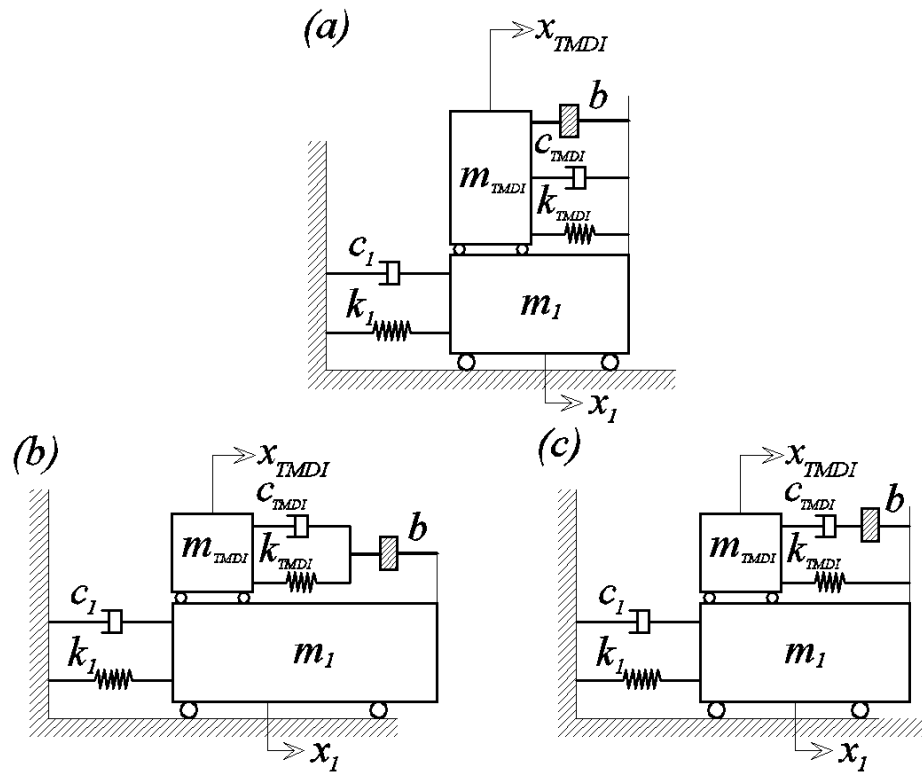 (a)
x_TMDI
b
c_TMDI
m_TMDI
k_TMDI
c_1
k_1
m_1
x_1
(b)
x_TMDI
c_TMDI
b
m_TMDI
k_TMDI
c_1
k_1
m_1
x_1
(c)
x_TMDI
c_TMDI
b
m_TMDI
k_TMDI
c_1
k_1
m_1
x_1